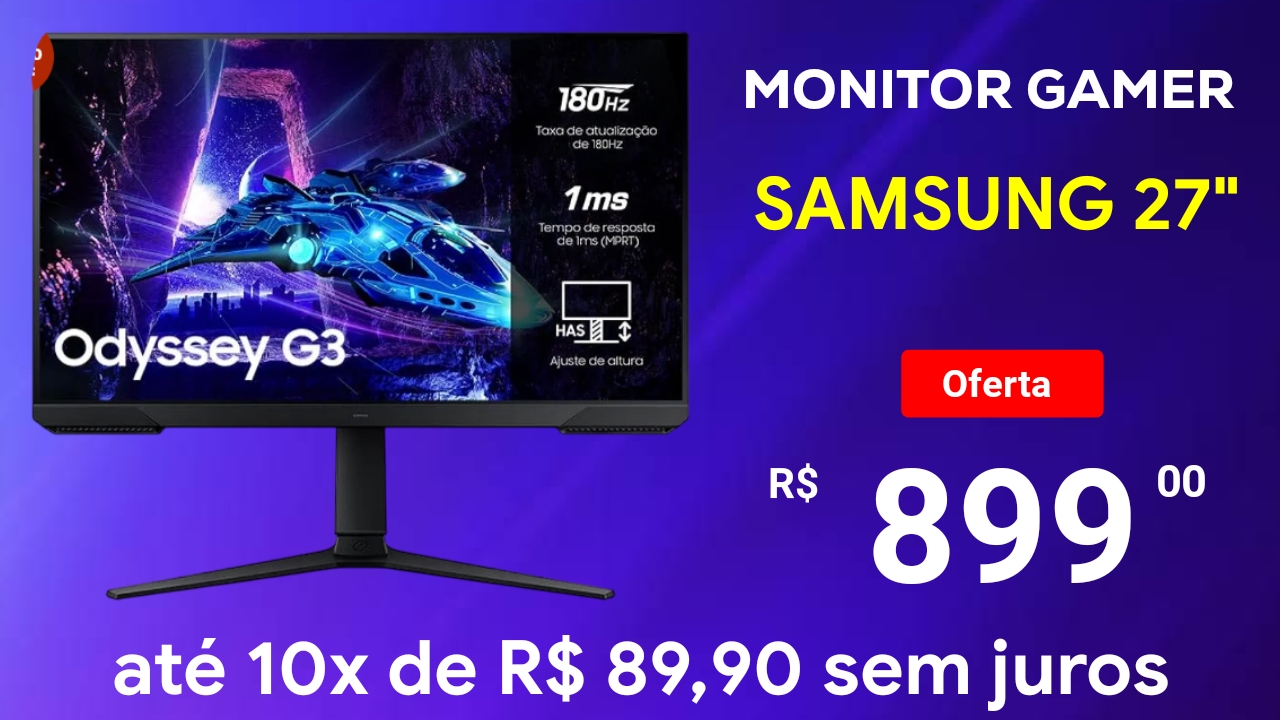 MONITOR GAMER
SAMSUNG 27"
180Hz
Taxa de atualização
de 180Hz
1ms
Tempo de resposta
de 1ms (MPRT)
HAS
Ajuste de altura
Odyssey G3
Oferta
R$ 899 00
até 10x de R$ 89,90 sem juros